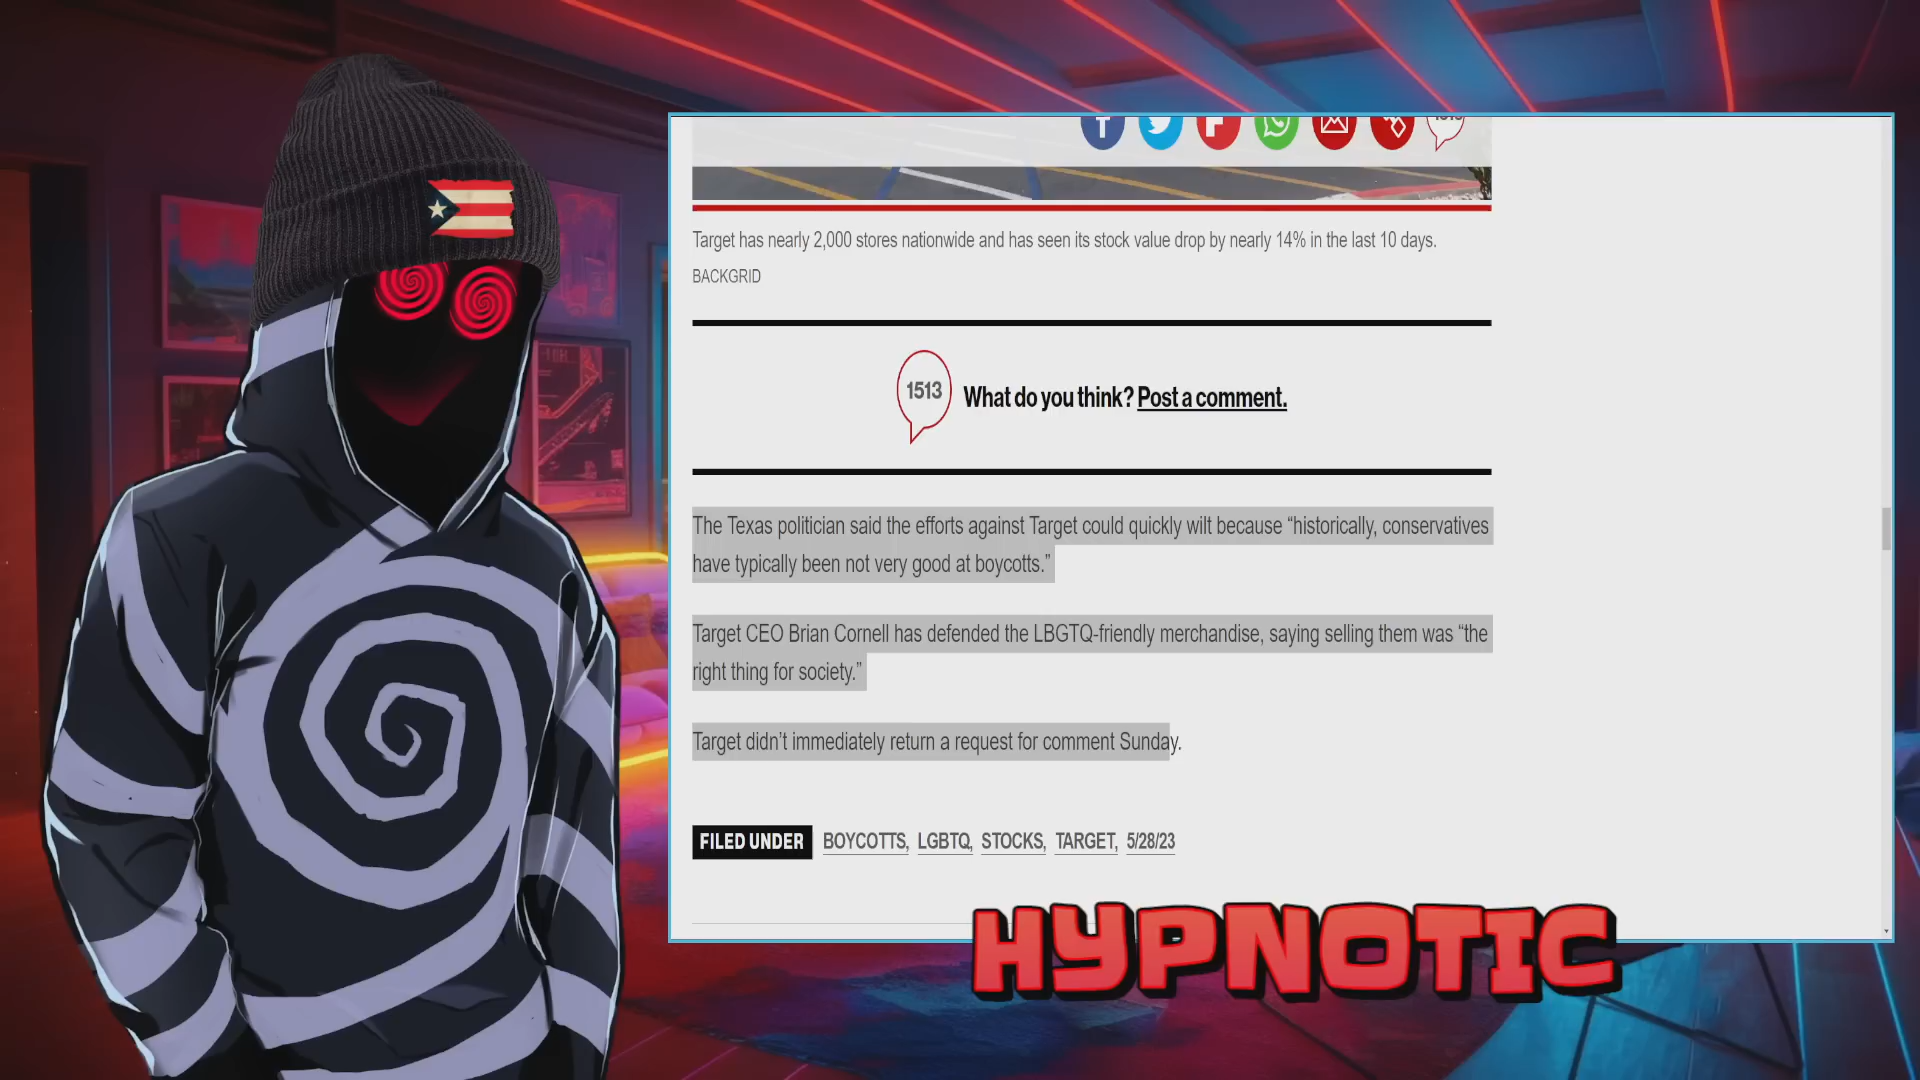 Target has nearly 2,000 stores nationwide and has seen its stock value drop by nearly 14% in the last 10 days.
BACKGRID
1513
What do you think? Post a comment.
The Texas politician said the efforts against Target could quickly wilt because “historically, conservatives
have typically been not very good at boycotts.”
Target CEO Brian Cornell has defended the LBGTQ-friendly merchandise, saying selling them was “the
right thing for society.”
Target didn’t immediately return a request for comment Sunday.
FILED UNDER BOYCOTTS, LGBTQ, STOCKS, TARGET, 5/28/23
HYPNOTIC